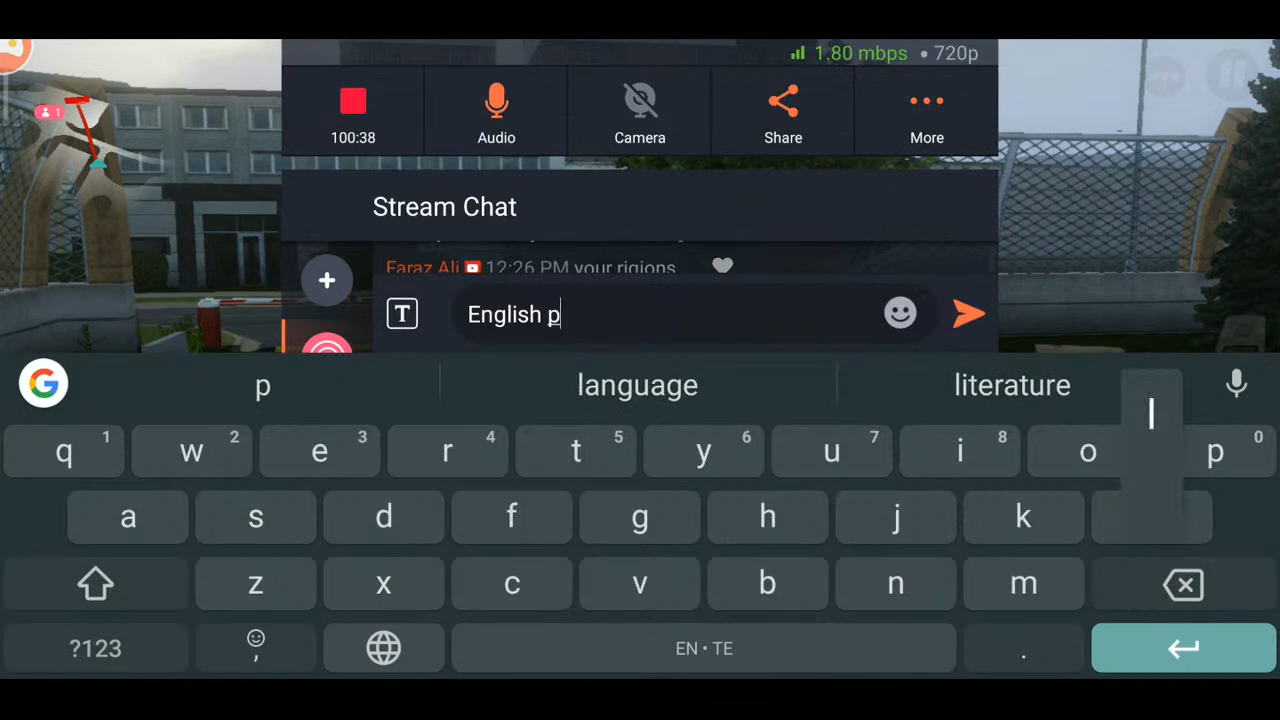 1.80 mbps • 720p
1
100:38
Audio
Camera
Share
More
Stream Chat
Faraz Ali 12:26 PM your rigions
T
English p
G
p
language
literature
l
q 1 w 2 e 3 r 4 t 5 y 6 u 7 i 8 o p 0
a s d f g h j k
z x c v b n m
?123 , EN • TE .